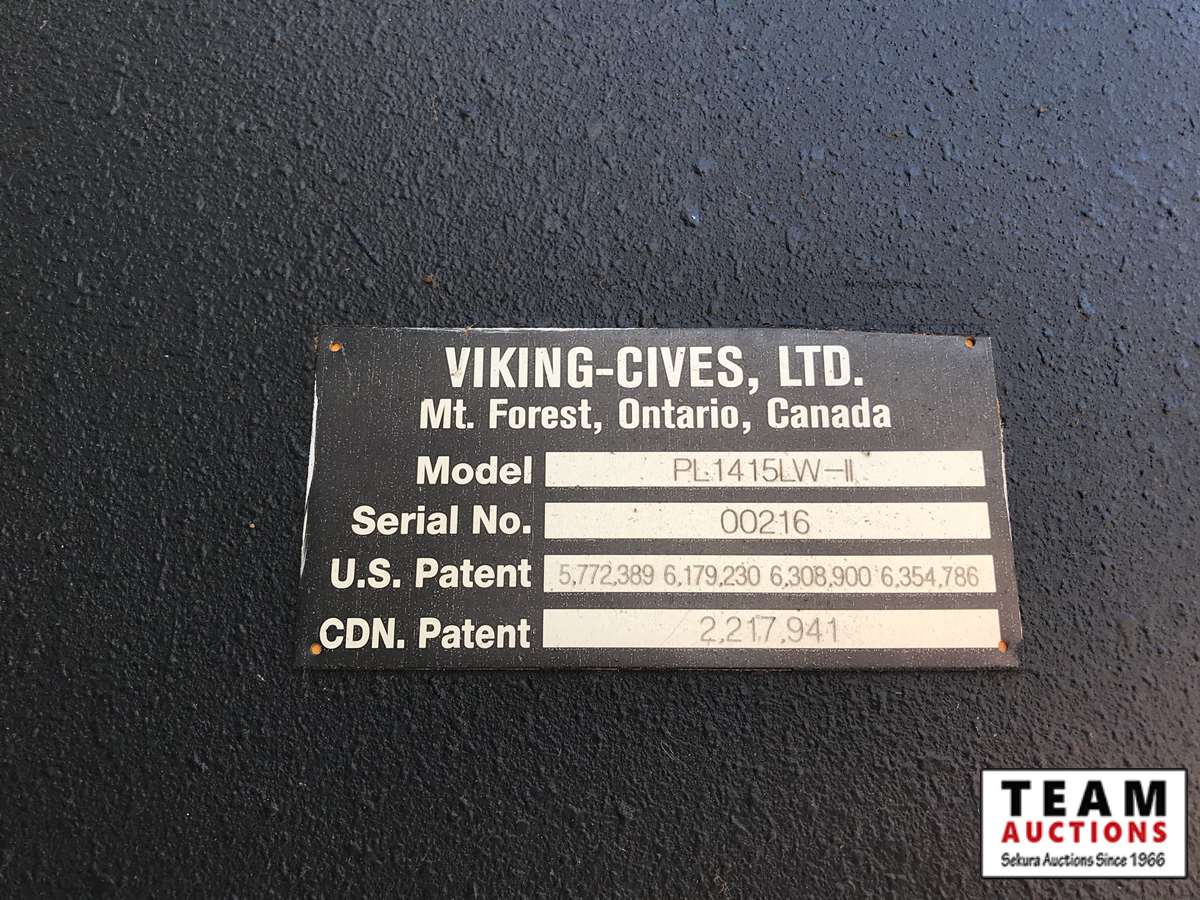 VIKING-CIVES, LTD.
Mt. Forest, Ontario, Canada
Model PL1415LW-II
Serial No. 00216
U.S. Patent 5,772,389 6,179,230 6,308,900 6,354,786
CDN. Patent 2,217,941
TEAM
AUCTIONS
Sekura Auctions Since 1966